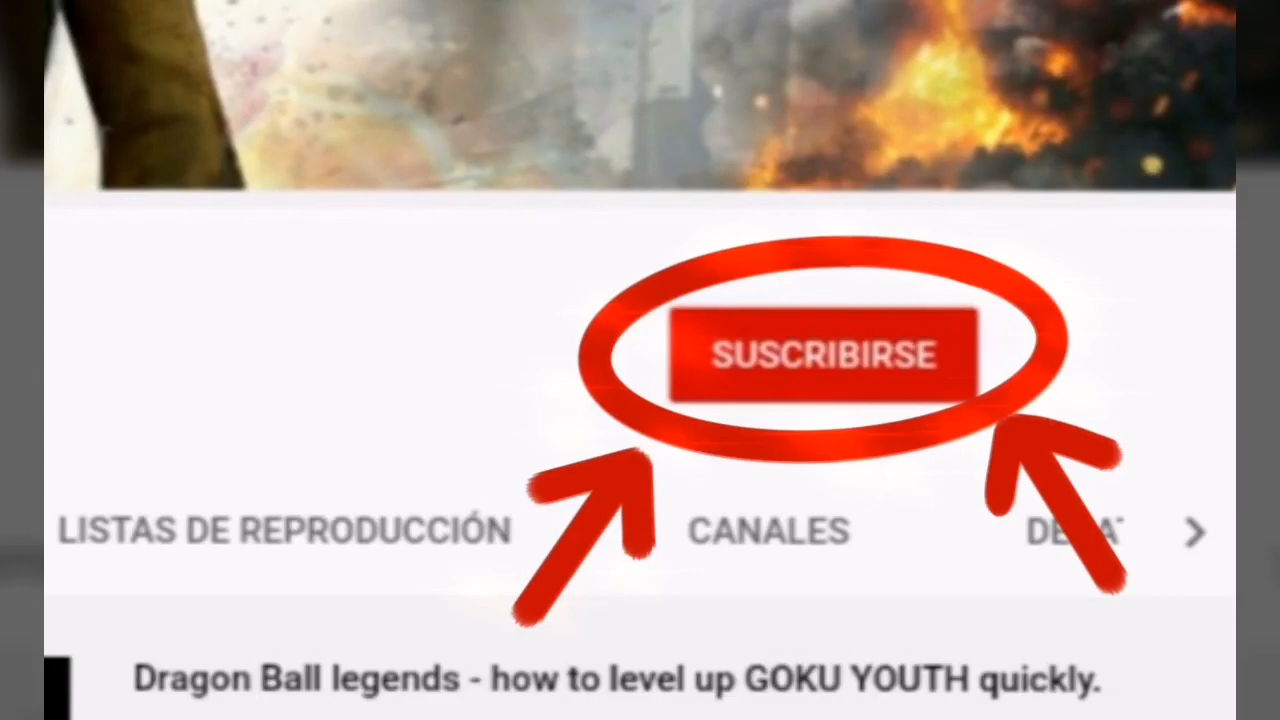 SUSCRIBIRSE
LISTAS DE REPRODUCCIÓN CANALES
Dragon Ball legends - how to level up GOKU YOUTH quickly.